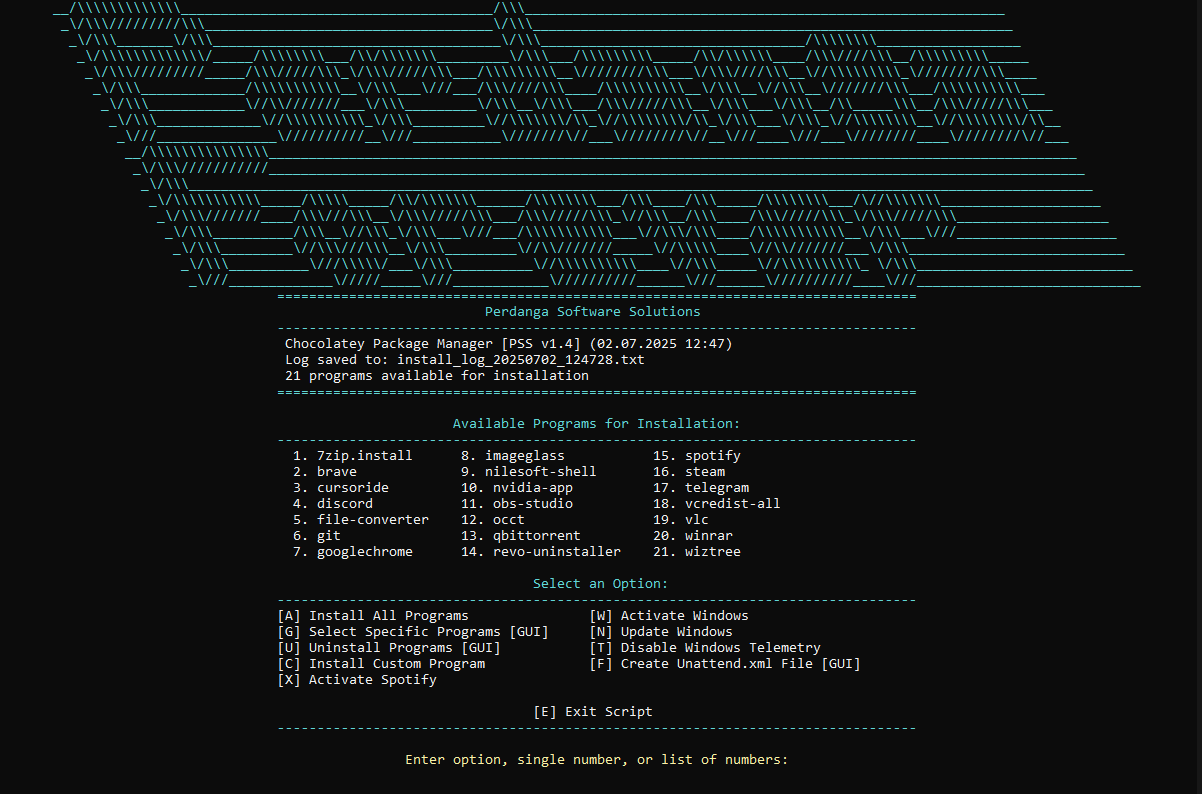 Perdanga
Forever
Perdanga Software Solutions
Chocolatey Package Manager [PSS v1.4] (02.07.2025 12:47)
Log saved to: install_log_20250702_124728.txt
21 programs available for installation
Available Programs for Installation:
1. 7zip.install 8. imageglass 15. spotify
2. brave 9. nilesoft-shell 16. steam
3. cursoride 10. nvidia-app 17. telegram
4. discord 11. obs-studio 18. vcredist-all
5. file-converter 12. occt 19. vlc
6. git 13. qbittorrent 20. winrar
7. googlechrome 14. revo-uninstaller 21. wiztree
Select an Option:
[A] Install All Programs [W] Activate Windows
[G] Select Specific Programs [GUI] [N] Update Windows
[U] Uninstall Programs [GUI] [T] Disable Windows Telemetry
[C] Install Custom Program [F] Create Unattend.xml File [GUI]
[X] Activate Spotify
[E] Exit Script
Enter option, single number, or list of numbers: